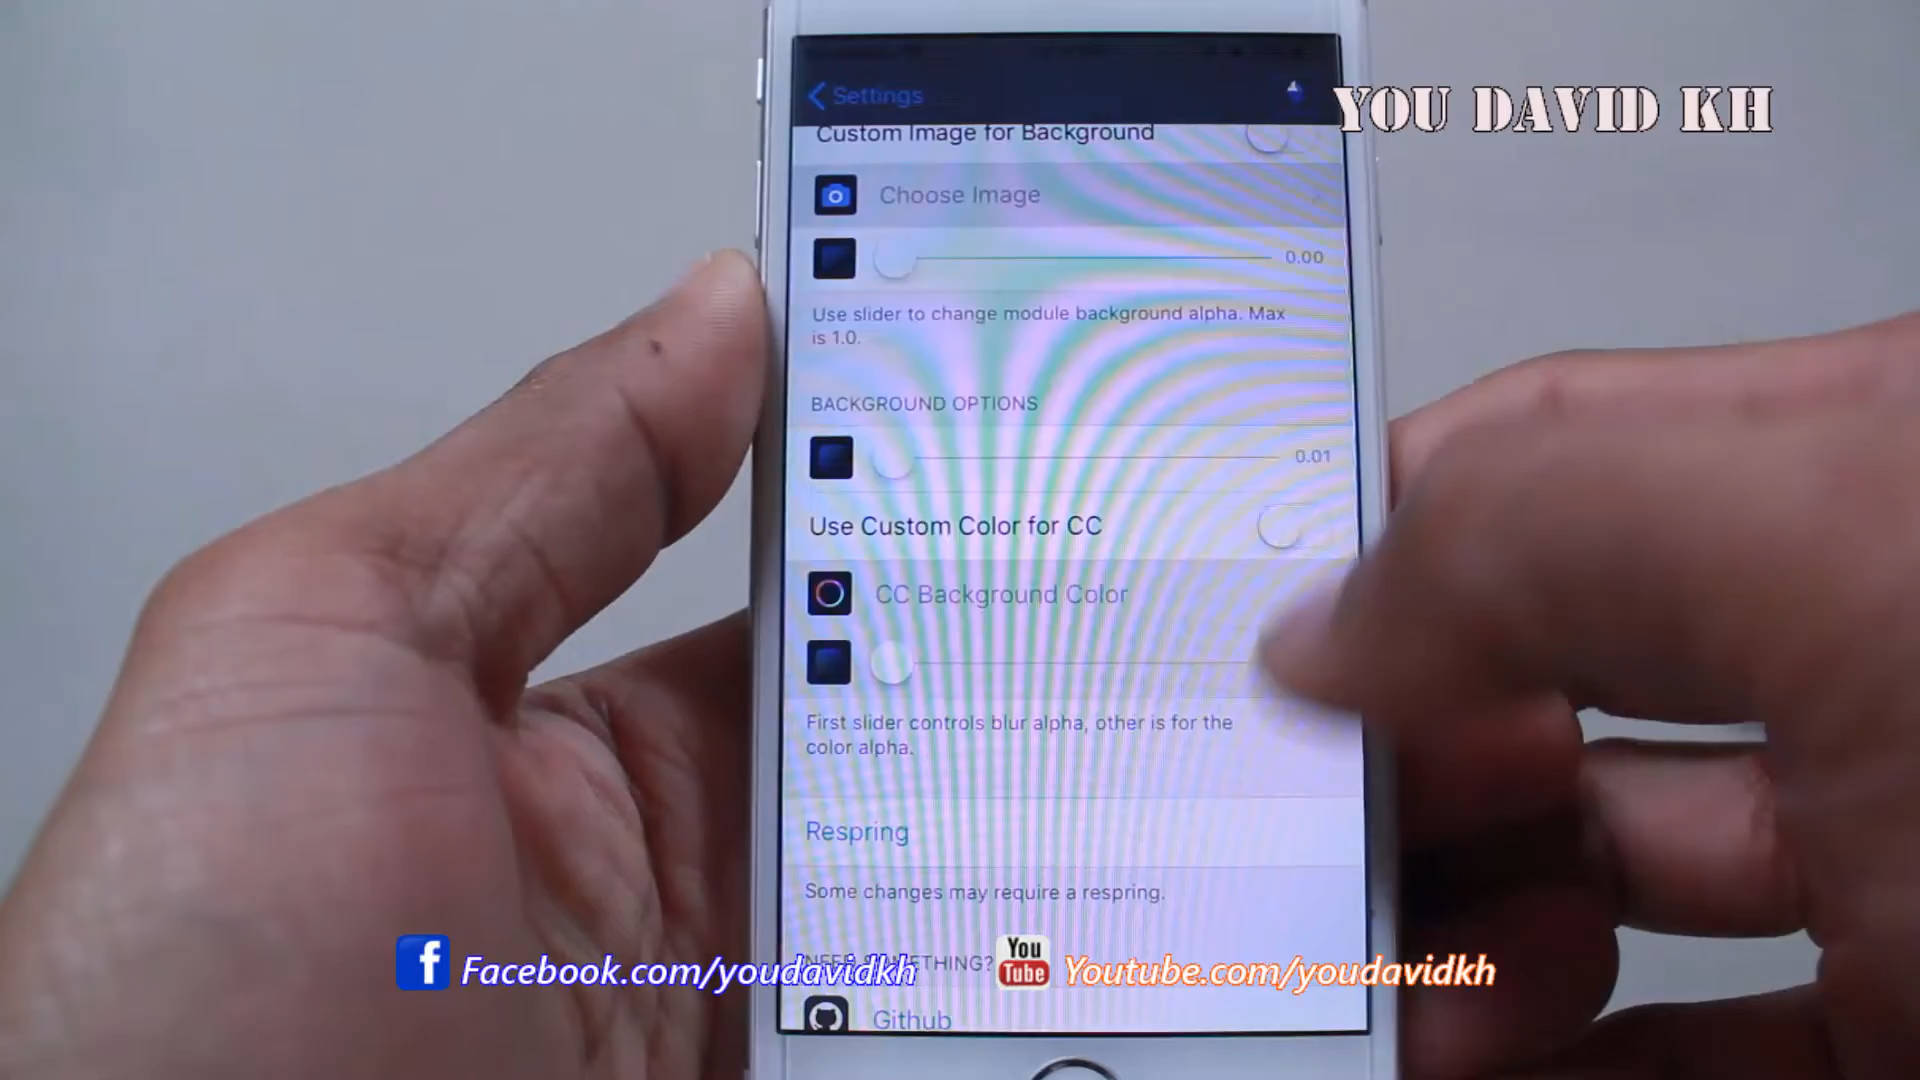 Settings
YOU DAVID KH
Custom Image for Background
Choose Image
0.00
Use slider to change module background alpha. Max
is 1.0.
BACKGROUND OPTIONS
0.01
Use Custom Color for CC
CC Background Color
First slider controls blur alpha, other is for the
color alpha.
Respring
Some changes may require a respring.
NEED SOMETHING?
f Facebook.com/youdavidkh
You Tube Youtube.com/youdavidkh
Github